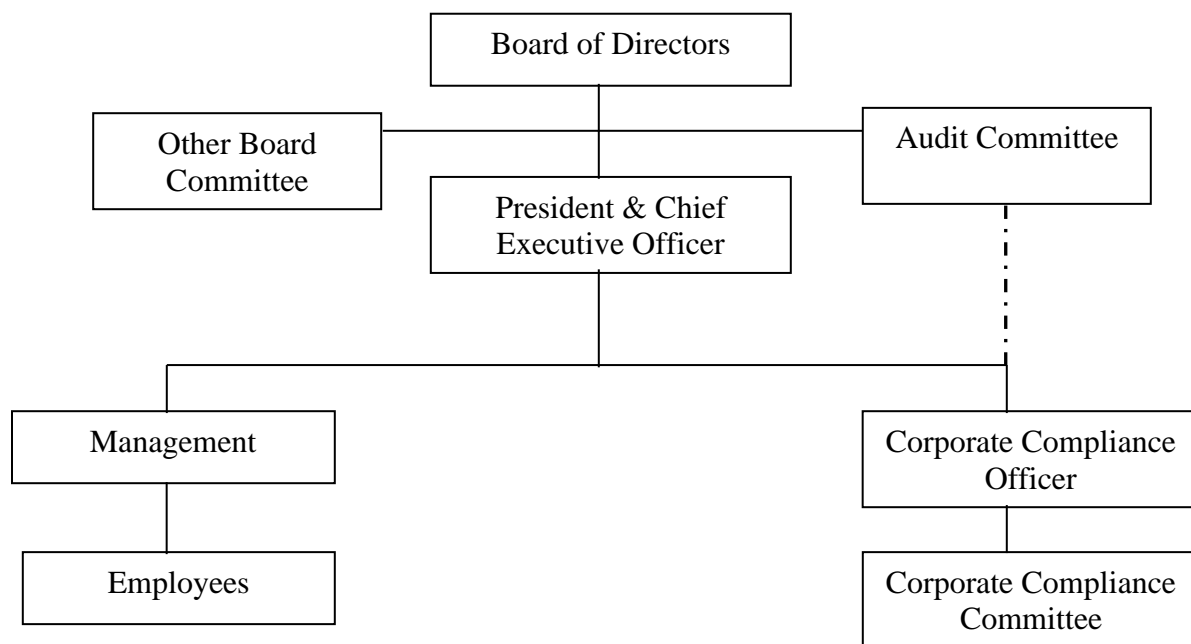 Board of Directors
Other Board
Committee
Audit Committee
President & Chief
Executive Officer
Management
Corporate Compliance
Officer
Employees
Corporate Compliance
Committee